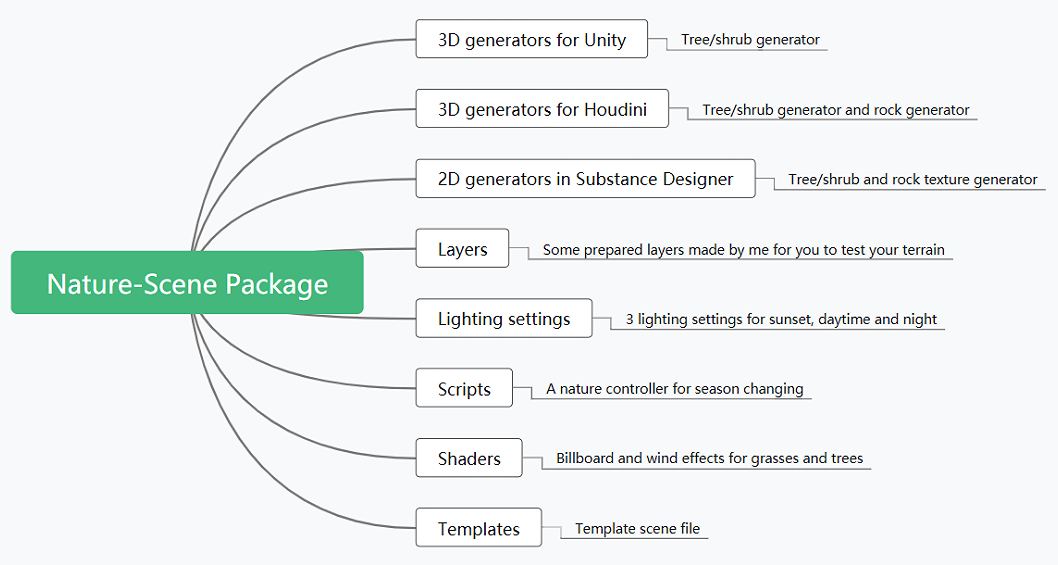 3D generators for Unity
Tree/shrub generator
3D generators for Houdini
Tree/shrub generator and rock generator
2D generators in Substance Designer
Tree/shrub and rock texture generator
Layers
Some prepared layers made by me for you to test your terrain
Nature-Scene Package
Lighting settings
3 lighting settings for sunset, daytime and night
Scripts
A nature controller for season changing
Shaders
Billboard and wind effects for grasses and trees
Templates
Template scene file